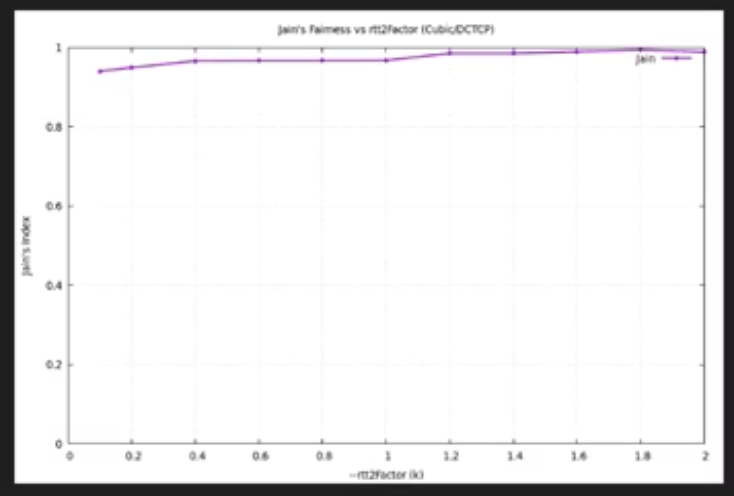 Jain's Fairness vs rtt2Factor (Cubic/DCTCP)
1
Jain
0.8
0.6
Jain's Index
0.4
0.2
0
0 0.2 0.4 0.6 0.8 1 1.2 1.4 1.6 1.8 2
--rtt2Factor (k)